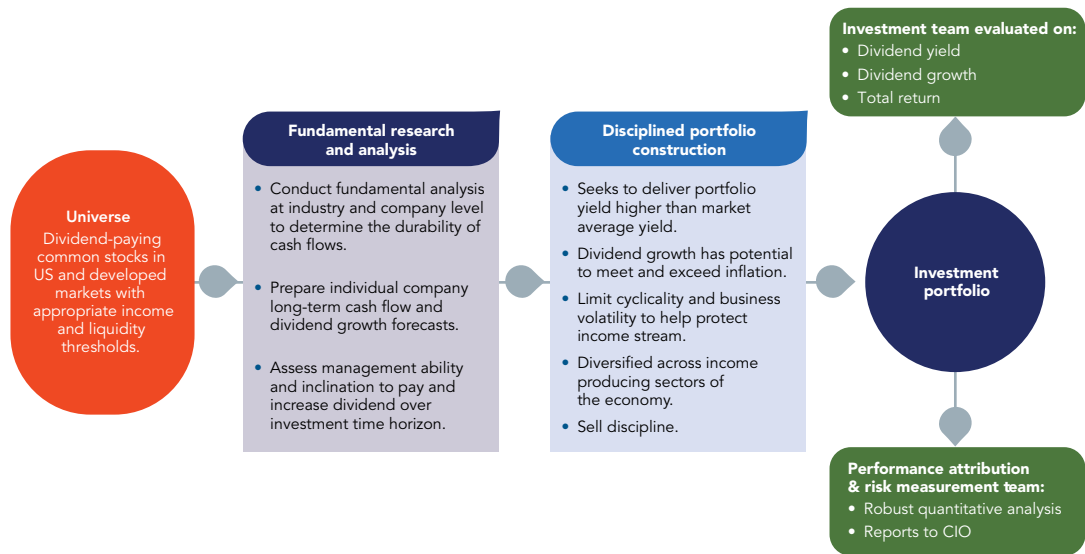 Universe
Dividend-paying
common stocks in
US and developed
markets with
appropriate income
and liquidity
thresholds.
Fundamental research
and analysis
• Conduct fundamental analysis
at industry and company level
to determine the durability of
cash flows.
• Prepare individual company
long-term cash flow and
dividend growth forecasts.
• Assess management ability
and inclination to pay and
increase dividend over
investment time horizon.
Disciplined portfolio
construction
• Seeks to deliver portfolio
yield higher than market
average yield.
• Dividend growth has potential
to meet and exceed inflation.
• Limit cyclicality and business
volatility to help protect
income stream.
• Diversified across income
producing sectors of
the economy.
• Sell discipline.
Investment team evaluated on:
• Dividend yield
• Dividend growth
• Total return
Investment
portfolio
Performance attribution
& risk measurement team:
• Robust quantitative analysis
• Reports to CIO